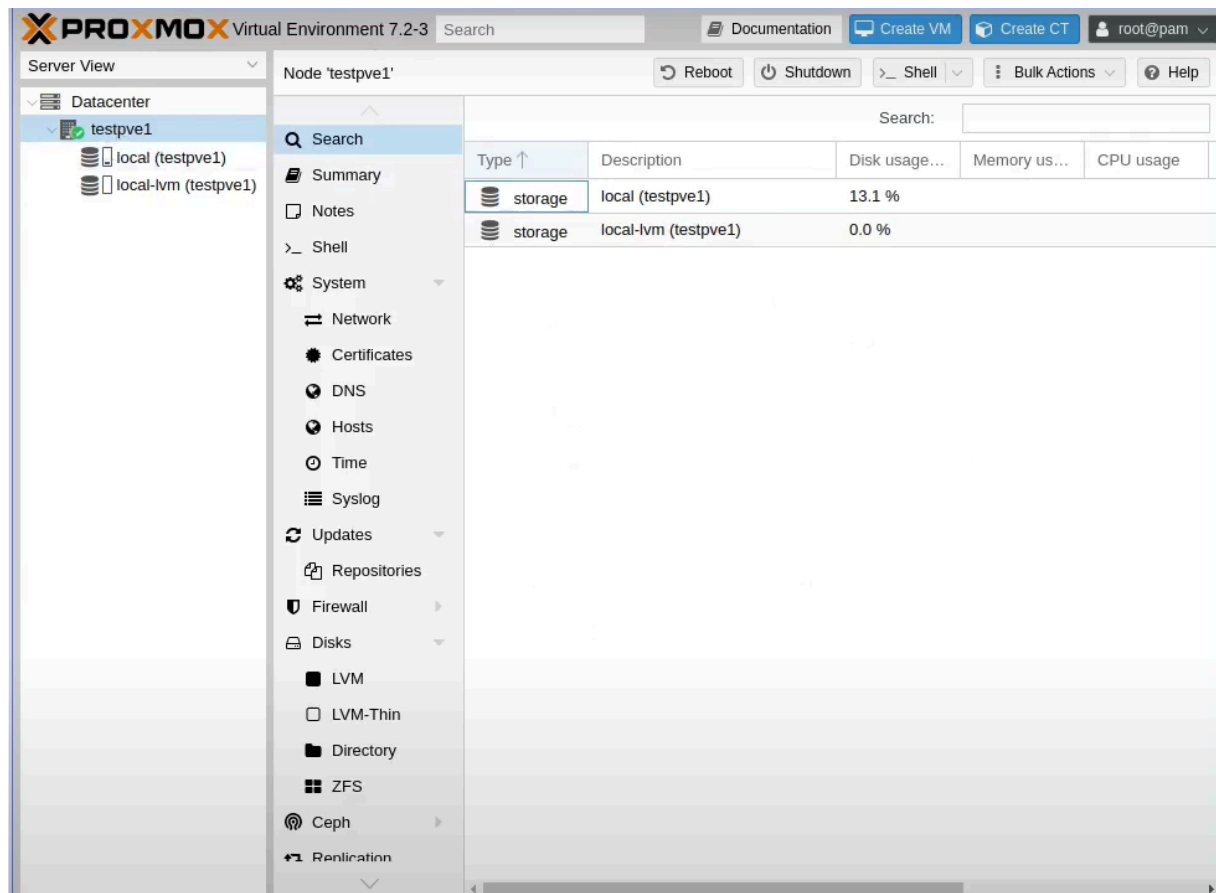 PROXMOX Virtual Environment 7.2-3 Search Documentation Create VM Create CT root@pam
Server View
Datacenter
testpve1
local (testpve1)
local-lvm (testpve1)
Node 'testpve1' Reboot Shutdown >_ Shell Bulk Actions Help
Search
Summary
Notes
>_ Shell
System
Network
Certificates
DNS
Hosts
Time
Syslog
Updates
Repositories
Firewall
Disks
LVM
LVM-Thin
Directory
ZFS
Ceph
Replication
Search:
Type Description Disk usage... Memory us... CPU usage
storage local (testpve1) 13.1 %
storage local-lvm (testpve1) 0.0 %